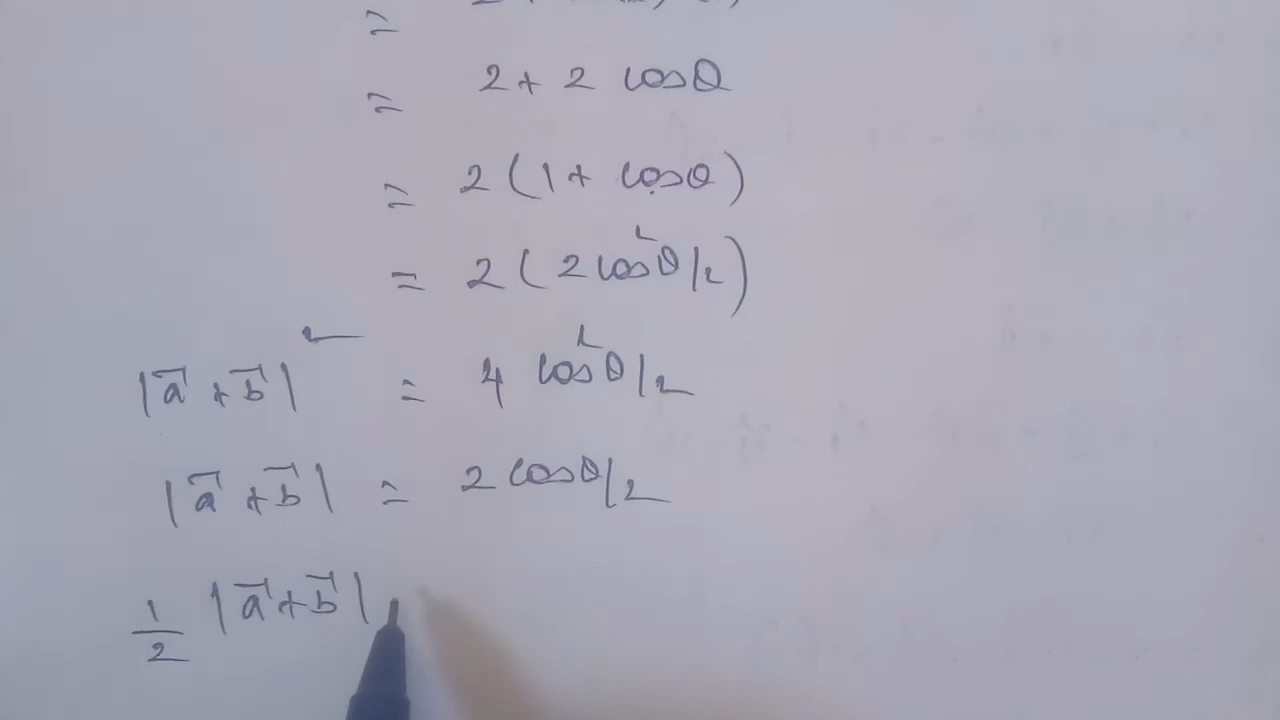 =
= 2 + 2 cosθ
= 2 (1 + cosθ)
= 2 ( 2 cos²θ/2 )
|a⃗ + b⃗|² = 4 cos²θ/2
|a⃗ + b⃗| = 2 cosθ/2
1/2 |a⃗ + b⃗|